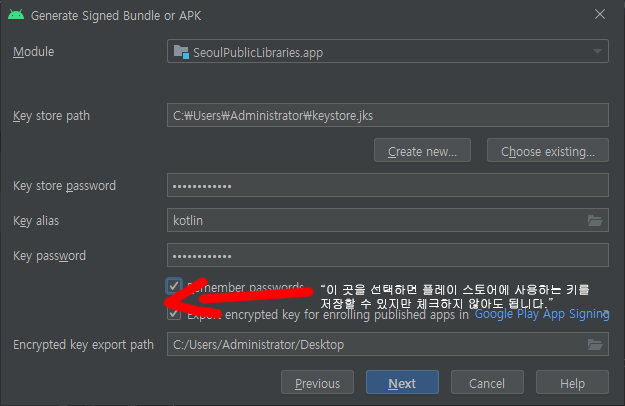 Generate Signed Bundle or APK
Module
SeoulPublicLibraries.app
Key store path
C:₩Users₩Administrator₩keystore.jks
Create new...
Choose existing...
Key store password
••••••••••••
Key alias
kotlin
Key password
••••••••••••
Remember passwords
“이 곳을 선택하면 플레이 스토어에 사용하는 키를
저장할 수 있지만 체크하지 않아도 됩니다.”
Export encrypted key for enrolling published apps in Google Play App Signing
Encrypted key export path
C:/Users/Administrator/Desktop
Previous
Next
Cancel
Help